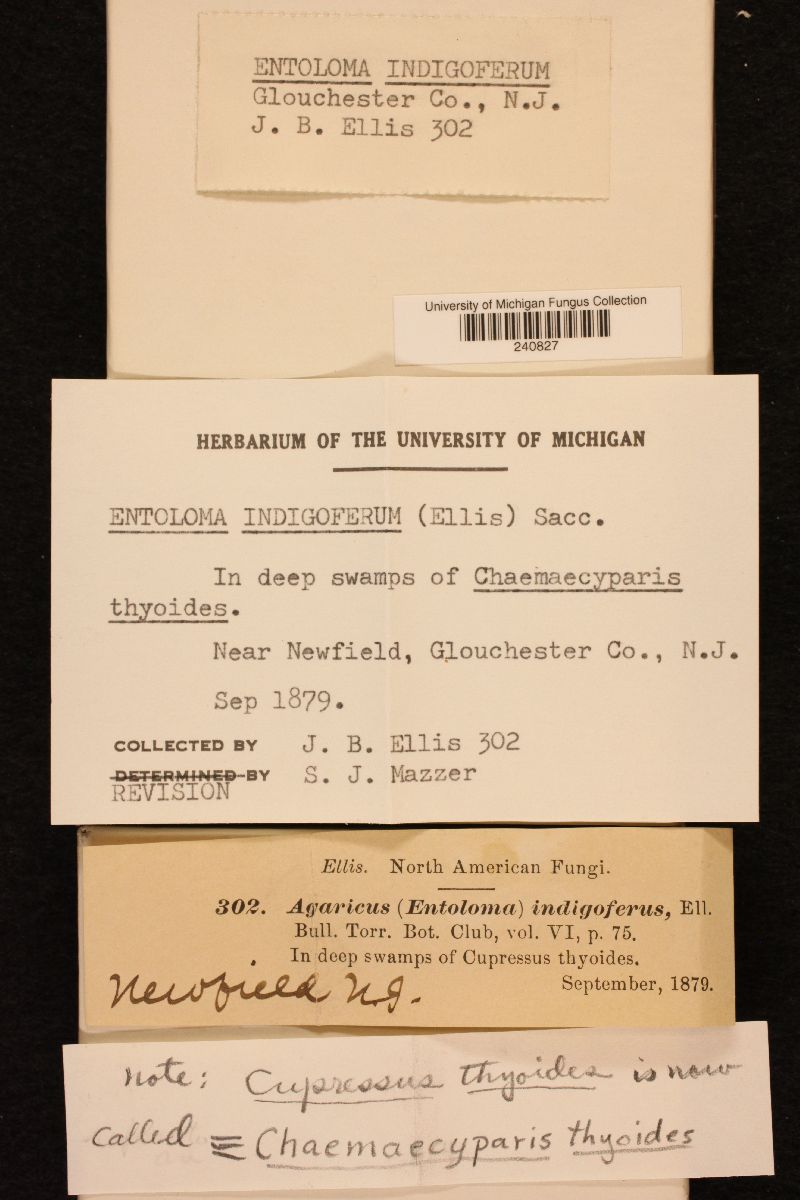 ENTOLOMA INDIGOFERUM
Glouchester Co., N.J.
J. B. Ellis 302
University of Michigan Fungus Collection
240827
HERBARIUM OF THE UNIVERSITY OF MICHIGAN
ENTOLOMA INDIGOFERUM (Ellis) Sacc.
In deep swamps of Chaemaecyparis
thyoides.
Near Newfield, Glouchester Co., N.J.
Sep 1879.
COLLECTED BY J. B. Ellis 302
DETERMINED BY S. J. Mazzer
REVISION
Ellis. North American Fungi.
302. Agaricus (Entoloma) indigoferus, Ell.
Bull. Torr. Bot. Club, vol. VI, p. 75.
In deep swamps of Cupressus thyoides.
Newfield N.J. September, 1879.
Note: Cupressus thyoides is now
called = Chaemaecyparis thyoides